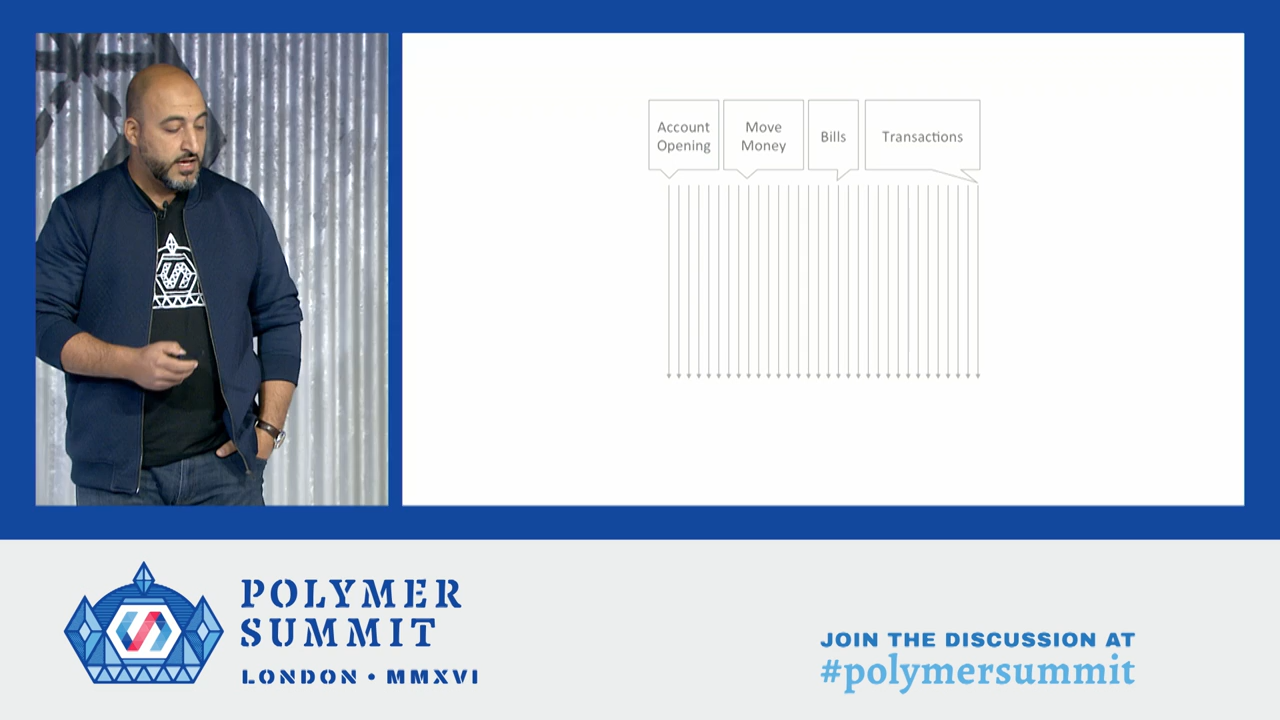 Account
Opening
Move
Money
Bills
Transactions
POLYMER
SUMMIT
LONDON • MMXVI
JOIN THE DISCUSSION AT
#polymersummit